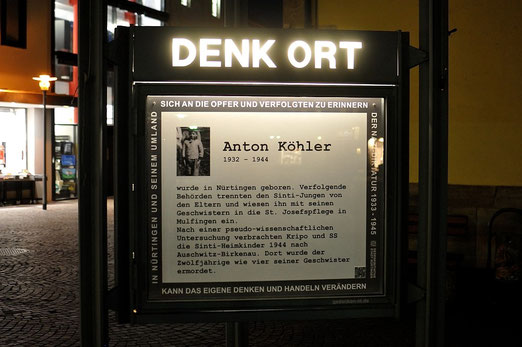 DENK ORT
SICH AN DIE OPFER UND VERFOLGTEN ZU ERINNERN
IN NÜRTINGEN UND SEINEM UMLAND
DER NS-DIKTATUR 1933 - 1945
Anton Köhler
1932 - 1944
wurde in Nürtingen geboren. Verfolgende
Behörden trennten den Sinti-Jungen von
den Eltern und wiesen ihn mit seinen
Geschwistern in die St. Josefspflege in
Mulfingen ein.
Nach einer pseudo-wissenschaftlichen
Untersuchung verbrachten Kripo und SS
die Sinti-Heimkinder 1944 nach
Auschwitz-Birkenau. Dort wurde der
Zwölfjährige wie vier seiner Geschwister
ermordet.
KANN DAS EIGENE DENKEN UND HANDELN VERÄNDERN